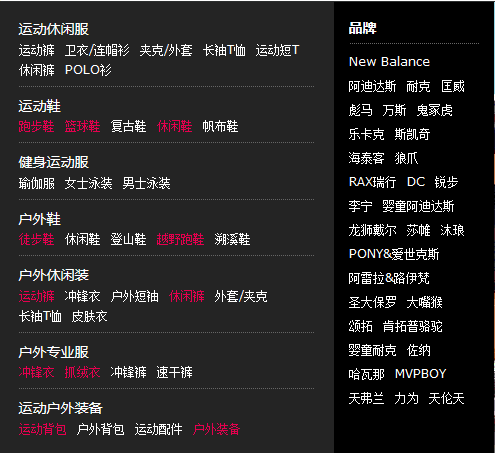 运动休闲服
运动裤 卫衣/连帽衫 夹克/外套 长袖T恤 运动短T
休闲裤 POLO衫
运动鞋
跑步鞋 篮球鞋 复古鞋 休闲鞋 帆布鞋
健身运动服
瑜伽服 女士泳装 男士泳装
户外鞋
徒步鞋 休闲鞋 登山鞋 越野跑鞋 溯溪鞋
户外休闲装
运动裤 冲锋衣 户外短袖 休闲裤 外套/夹克
长袖T恤 皮肤衣
户外专业服
冲锋衣 抓绒衣 冲锋裤 速干裤
运动户外装备
运动背包 户外背包 运动配件 户外装备
品牌
New Balance
阿迪达斯 耐克 匡威
彪马 万斯 鬼冢虎
乐卡克 斯凯奇
海泰客 狼爪
RAX瑞行 DC 锐步
李宁 婴童阿迪达斯
龙狮戴尔 莎帷 沐琅
PONY&爱世克斯
阿雷拉&路伊梵
圣大保罗 大嘴猴
颂拓 肯拓普骆驼
婴童耐克 佐纳
哈瓦那 MVPBOY
天弗兰 力为 天伦天